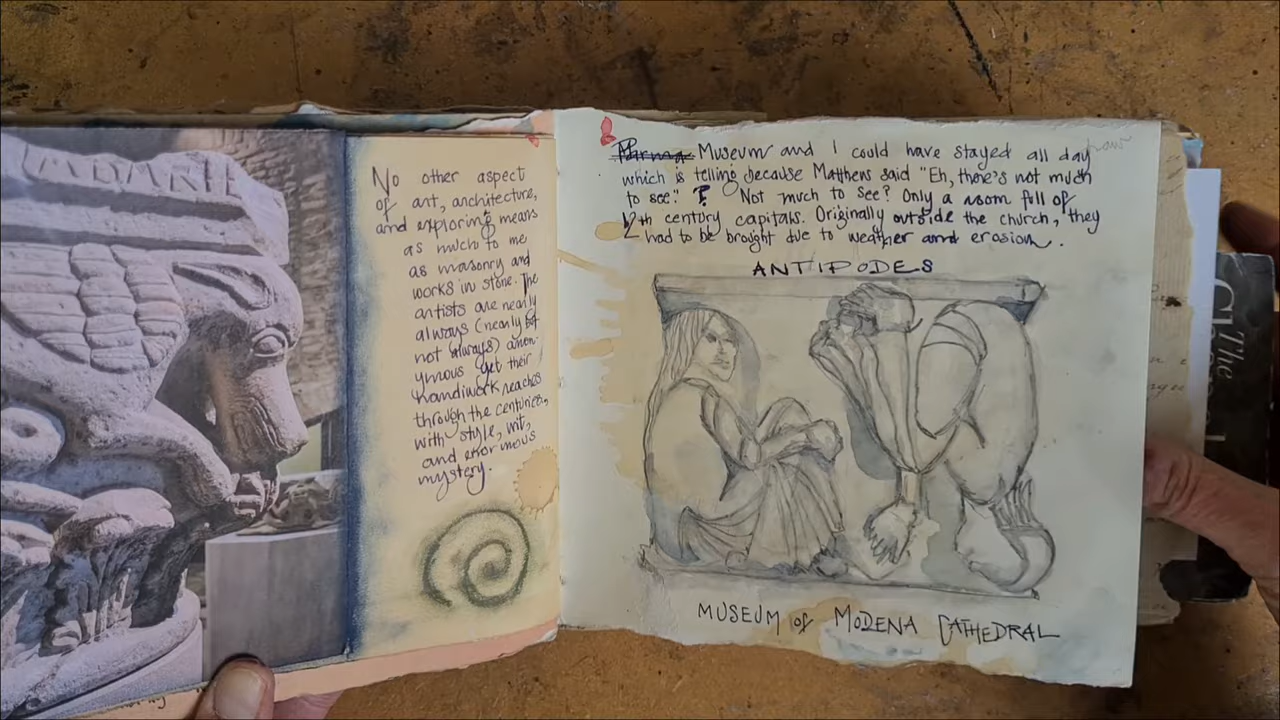 No other aspect
of art, architecture,
and exploring means
as much to me
as masonry and
works in stone. The
artists are nearly
always (nearly but
not always) anon-
ymous yet their
handiwork reaches
through the centuries,
with style, wit,
and enormous
mystery.
Parma Museum and I could have stayed all day
which is telling because Matthews said "Eh, there's not much
to see." ? Not much to see? Only a room full of
12th century capitals. Originally outside the church, they
had to be brought due to weather and erosion.
ANTIPODES
MUSEUM of MODENA CATHEDRAL
The